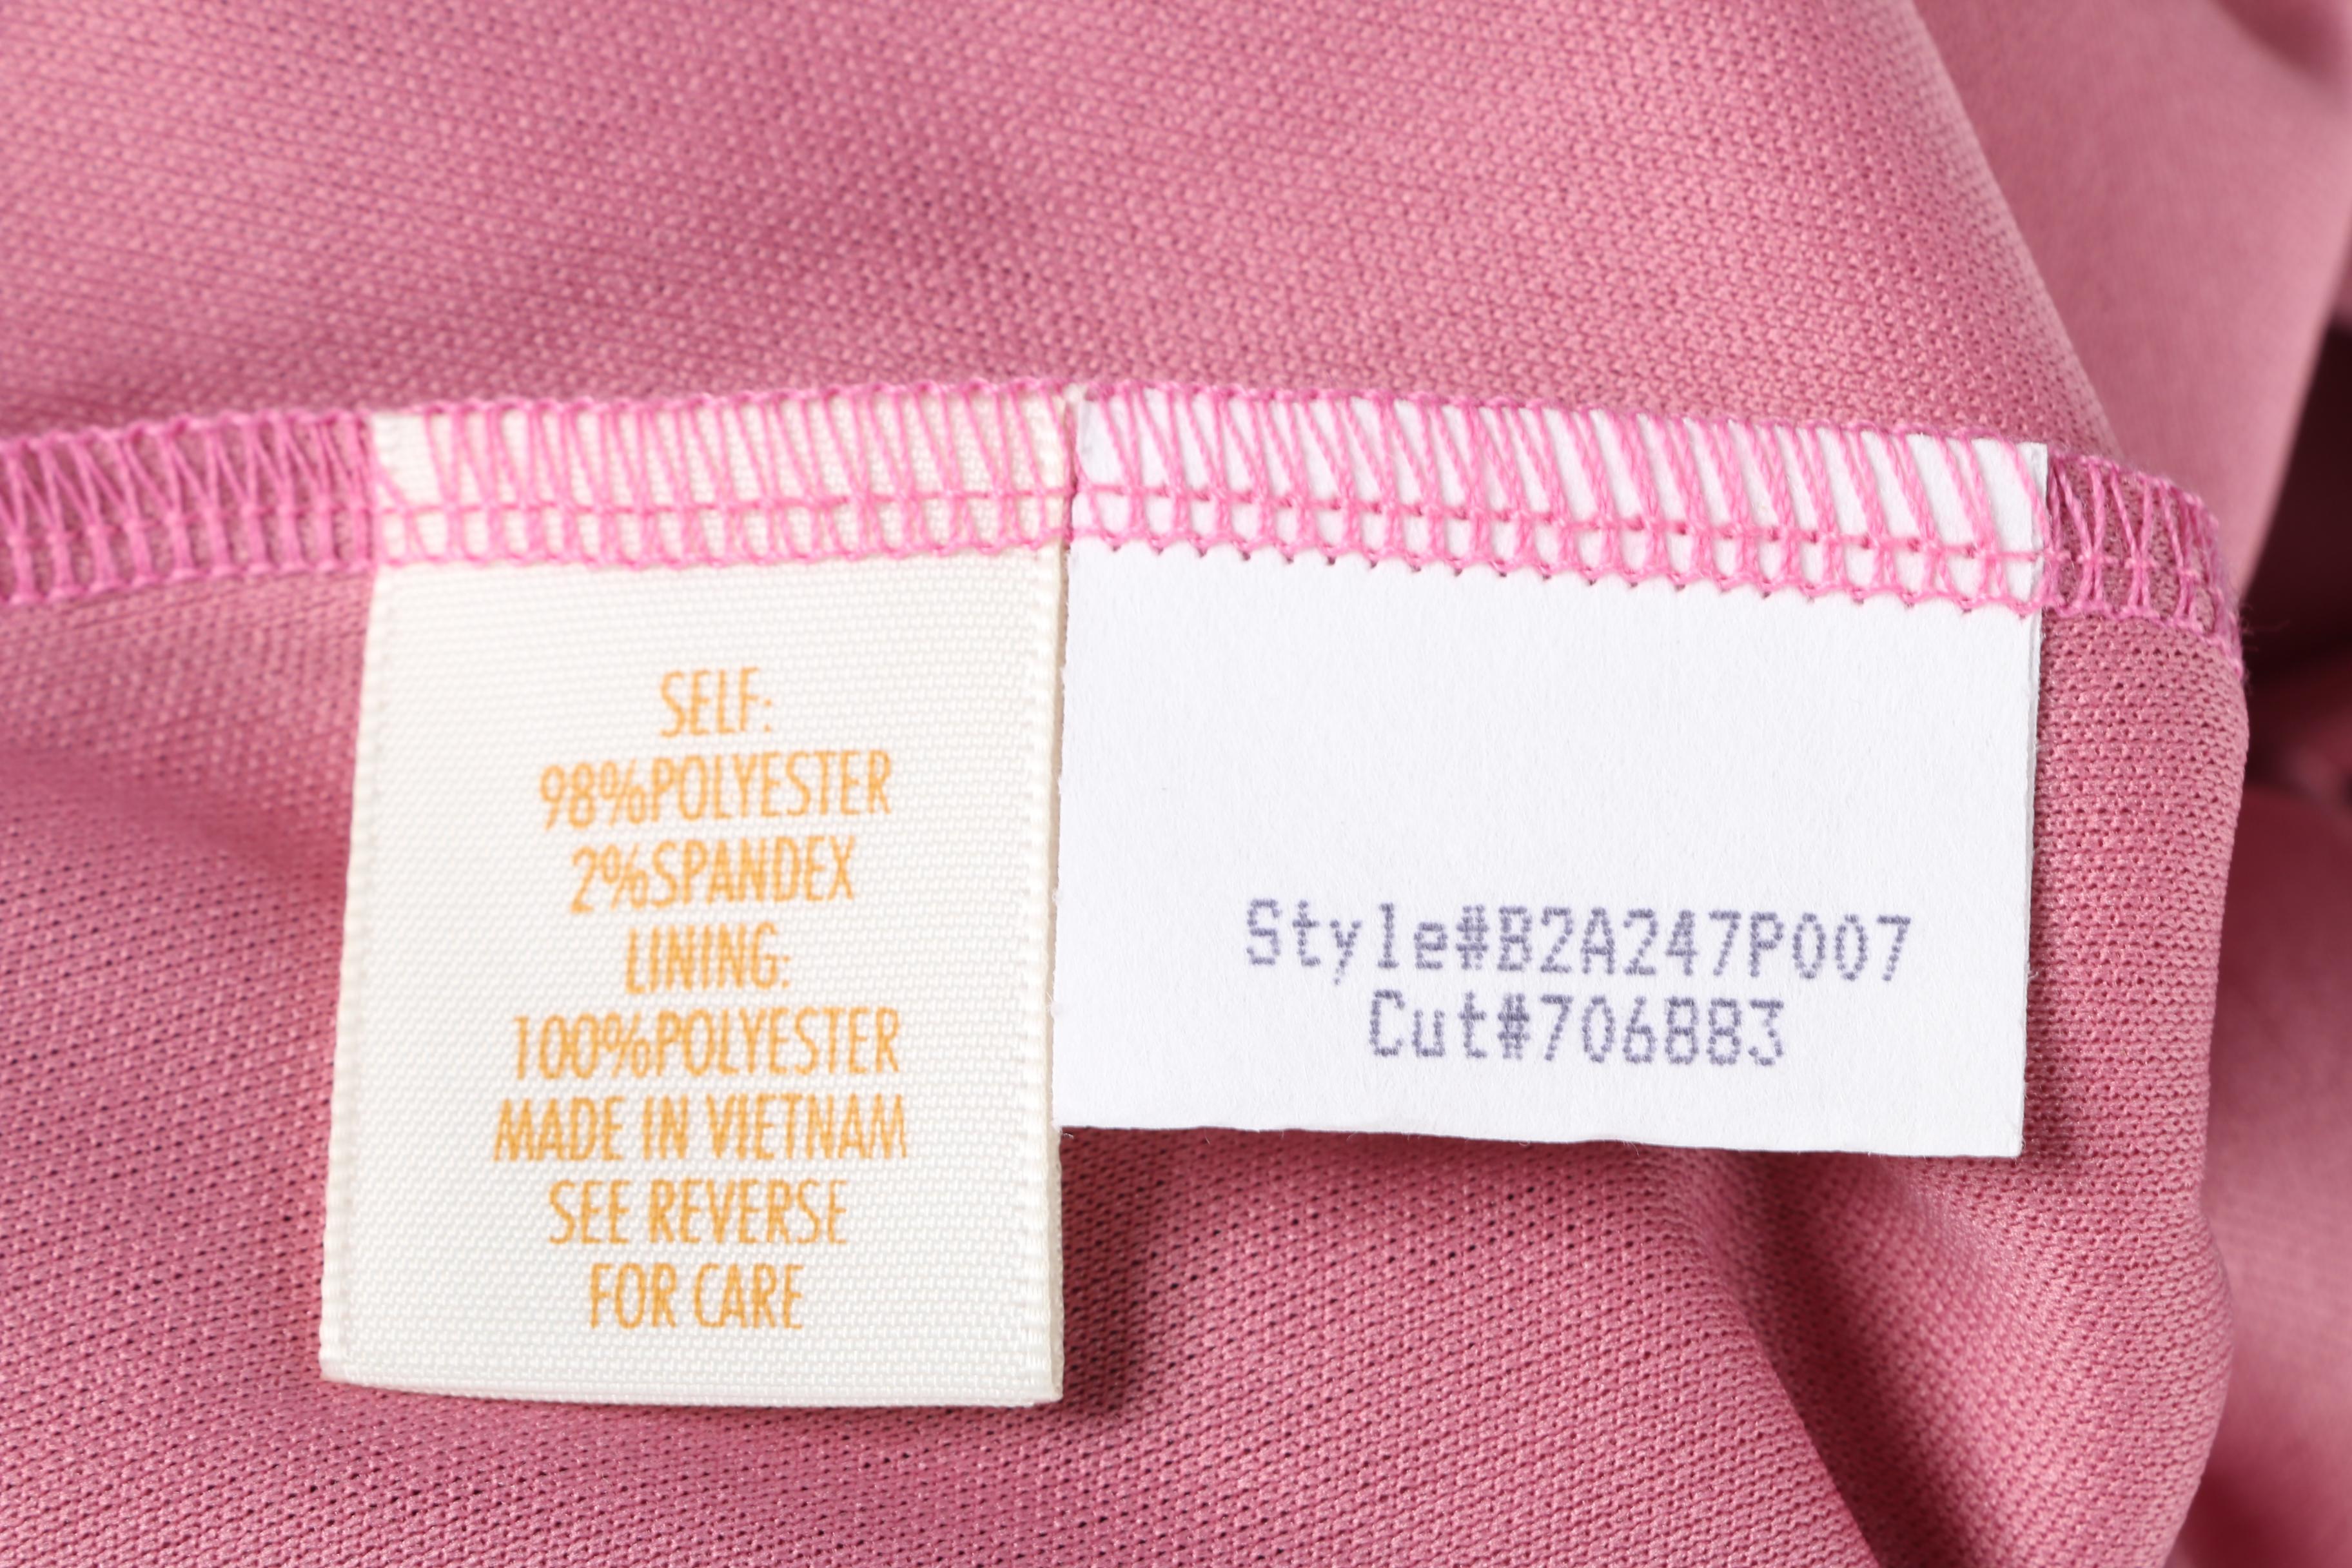 SELF:
98%POLYESTER
2%SPANDEX
LINING:
100%POLYESTER
MADE IN VIETNAM
SEE REVERSE
FOR CARE
Style#B2A247P007
Cut#706883